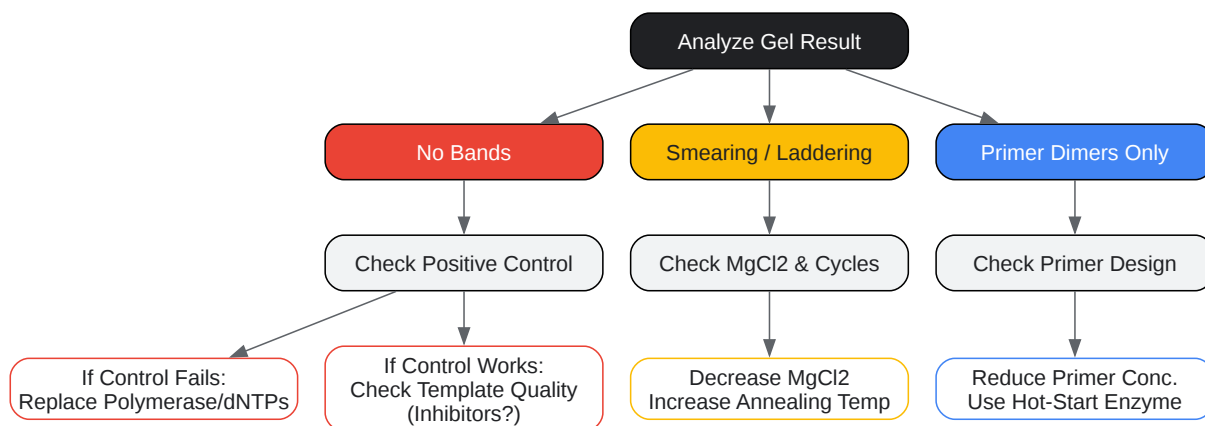 Analyze Gel Result
No Bands
Smearing / Laddering
Primer Dimers Only
Check Positive Control
Check MgCl2 & Cycles
Check Primer Design
If Control Fails:
Replace Polymerase/dNTPs
If Control Works:
Check Template Quality
(Inhibitors?)
Decrease MgCl2
Increase Annealing Temp
Reduce Primer Conc.
Use Hot-Start Enzyme